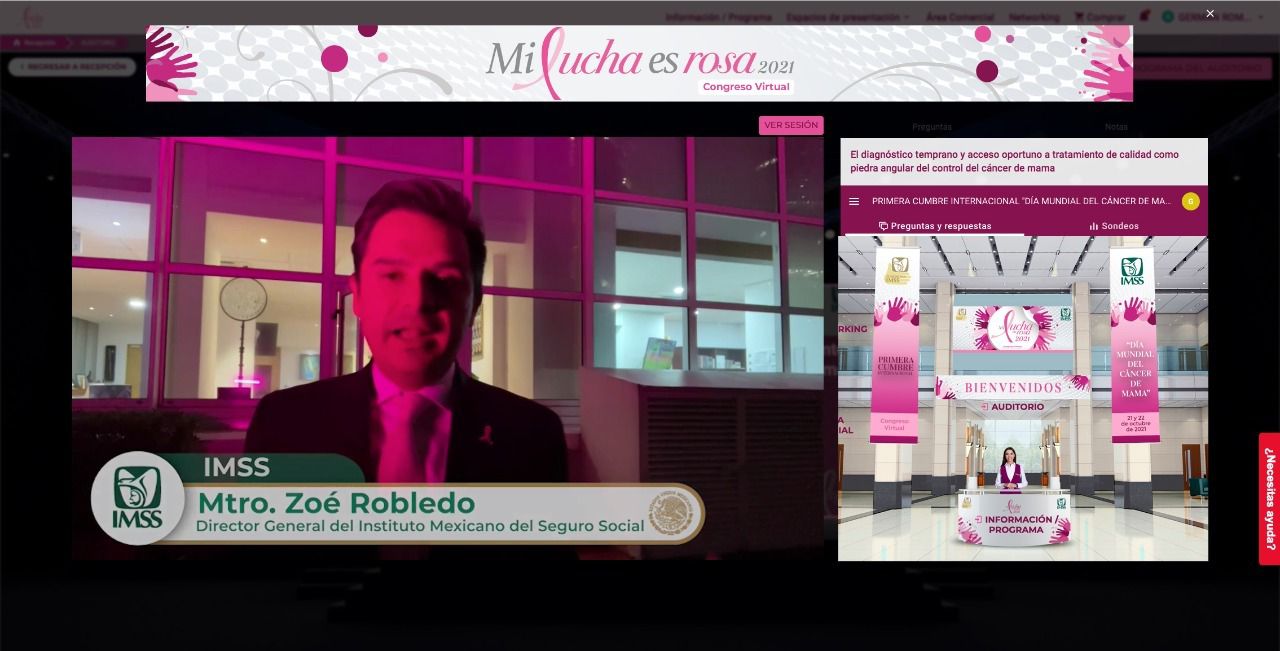 Información / Programa Espacios de presentación Área Comercial Networking Comprar GERMAN ROM...
Recepción AUDITORIO
REGRESAR A RECEPCIÓN
PROGRAMA DEL AUDITORIO
Mi lucha es rosa 2021
Congreso Virtual
VER SESIÓN
Preguntas Notas
El diagnóstico temprano y acceso oportuno a tratamiento de calidad como
piedra angular del control del cáncer de mama
PRIMERA CUMBRE INTERNACIONAL "DÍA MUNDIAL DEL CÁNCER DE MA... G
Preguntas y respuestas Sondeos
IMSS
PRIMERA
CUMBRE
INTERNACIONAL
Congreso
Virtual
Mi lucha
es rosa
2021
BIENVENIDOS
AUDITORIO
INFORMACIÓN /
PROGRAMA
IMSS
"DÍA
MUNDIAL
DEL
CÁNCER
DE
MAMA"
21 y 22
de octubre
de 2021
IMSS
IMSS
Mtro. Zoé Robledo
Director General del Instituto Mexicano del Seguro Social
¿Necesitas ayuda?